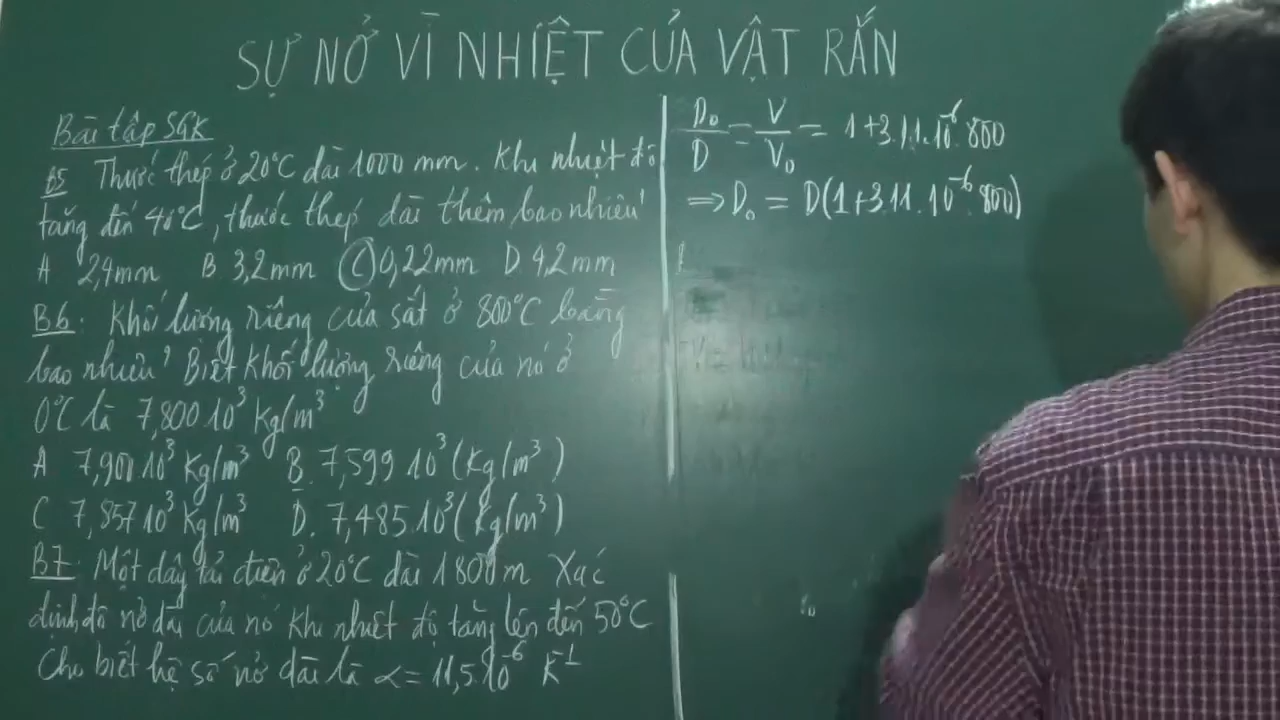 SỰ NỞ VÌ NHIỆT CỦA VẬT RẮN
Bài tập SGK
B5 Thước thép ở 20°C dài 1000 mm. Khi nhiệt độ
tăng đến 40°C, thước thép dài thêm bao nhiêu?
A 2,4mm B 3,2mm C 0,22mm D 4,2mm
B6: Khối lượng riêng của sắt ở 800°C bằng
bao nhiêu? Biết khối lượng riêng của nó ở
0°C là 7,800 10³ kg/m³
A 7,900 10³ kg/m³ B. 7,599 10³ (kg/m³)
C 7,857 10³ kg/m³ D. 7,485.10³ (kg/m³)
B7: Một dây tải điện ở 20°C dài 1800m Xác
định độ nở dài của nó khi nhiệt độ tăng lên đến 50°C
Cho biết hệ số nở dài là α = 11,5.10⁻⁶ K⁻¹
D₀/D = V/V₀ = 1+3.11.10⁻⁶.800
⇒ D₀ = D(1+3.11.10⁻⁶.800)